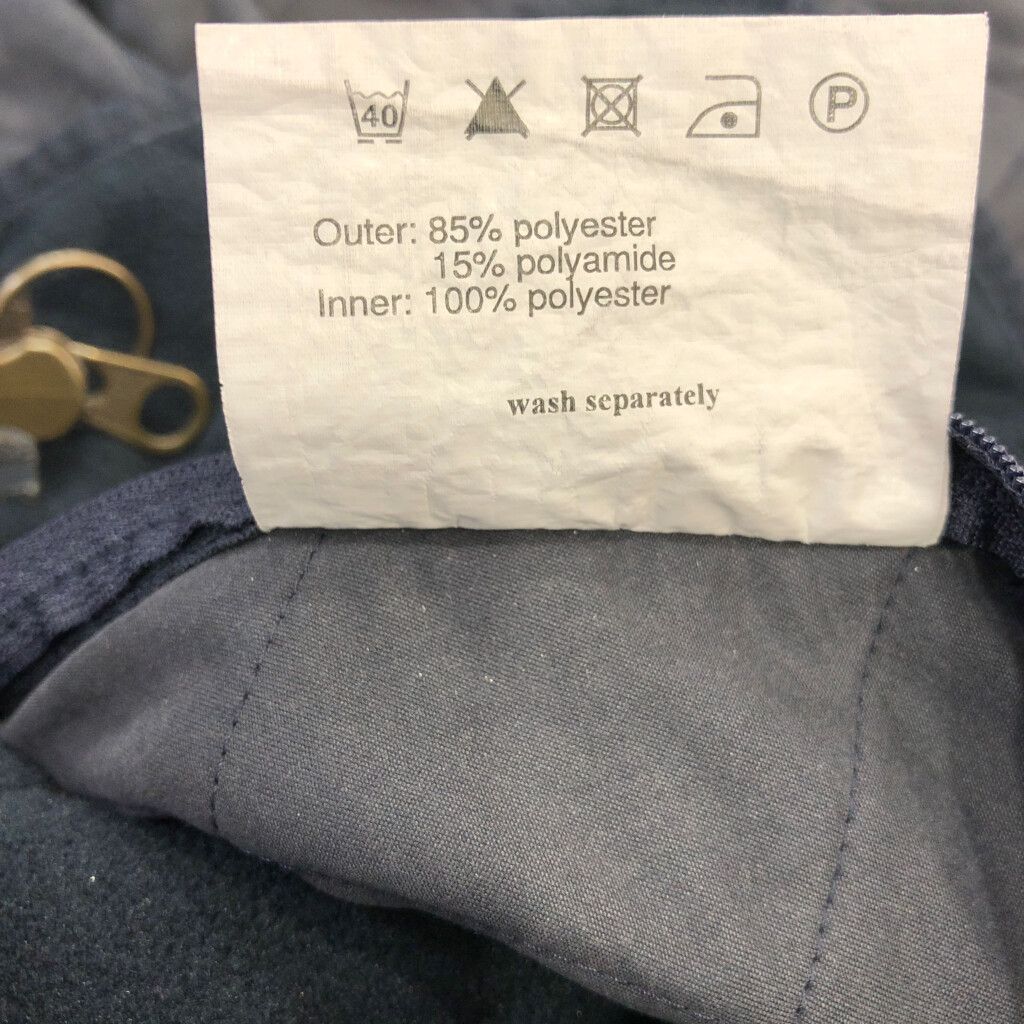 40
P
Outer: 85% polyester
15% polyamide
Inner: 100% polyester
wash separately